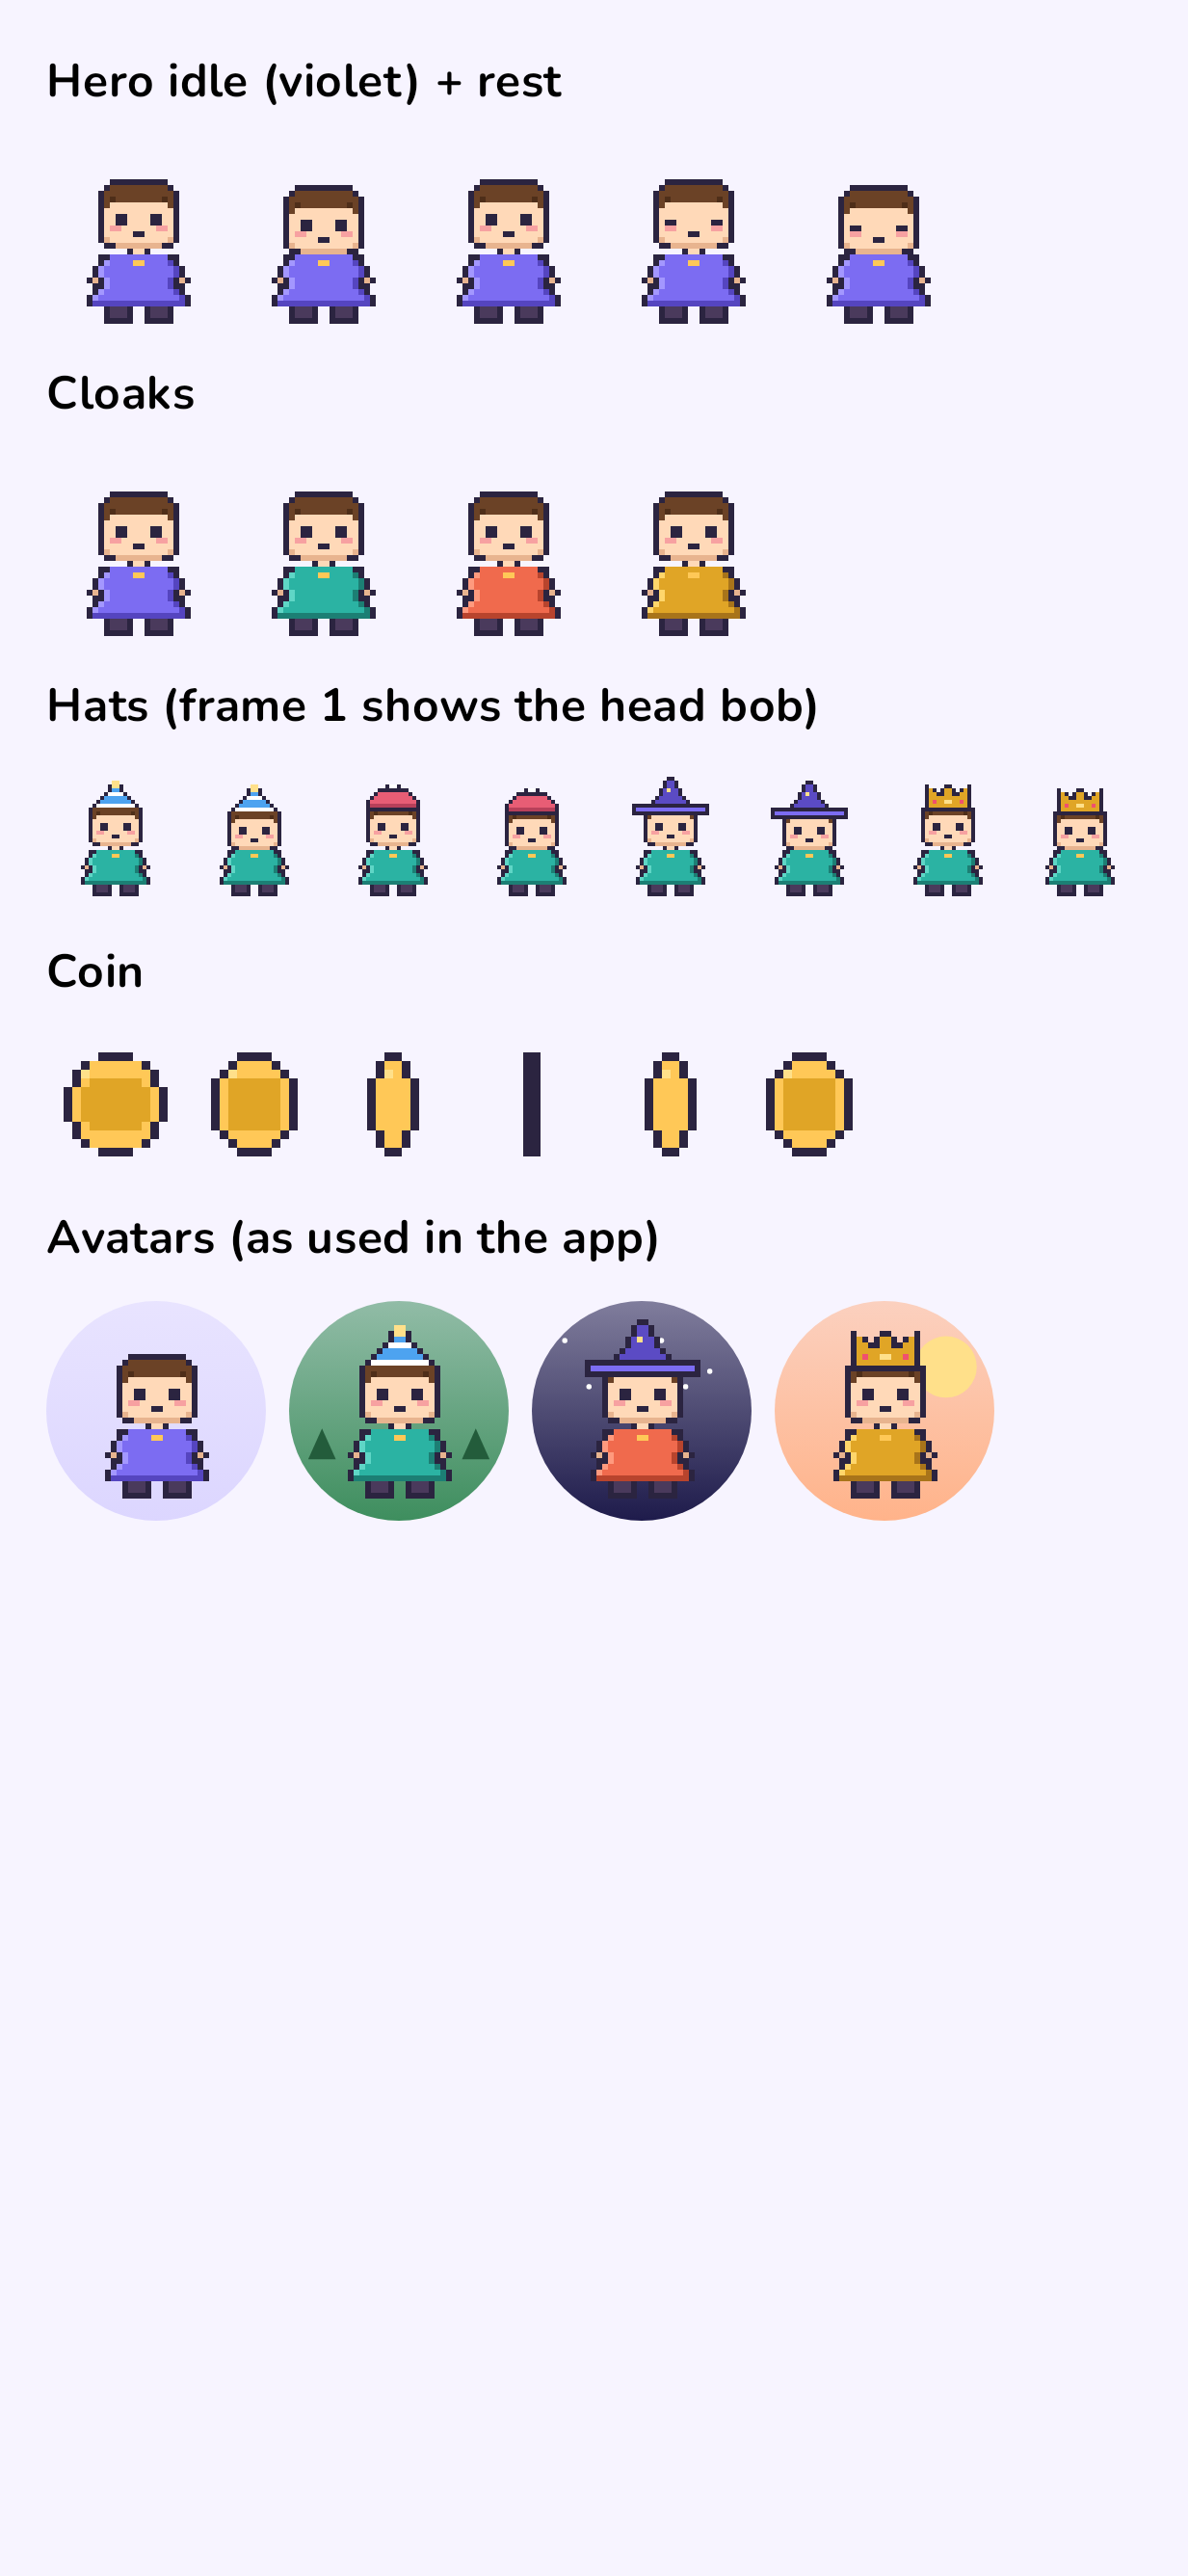 Hero idle (violet) + rest
Cloaks
Hats (frame 1 shows the head bob)
Coin
Avatars (as used in the app)